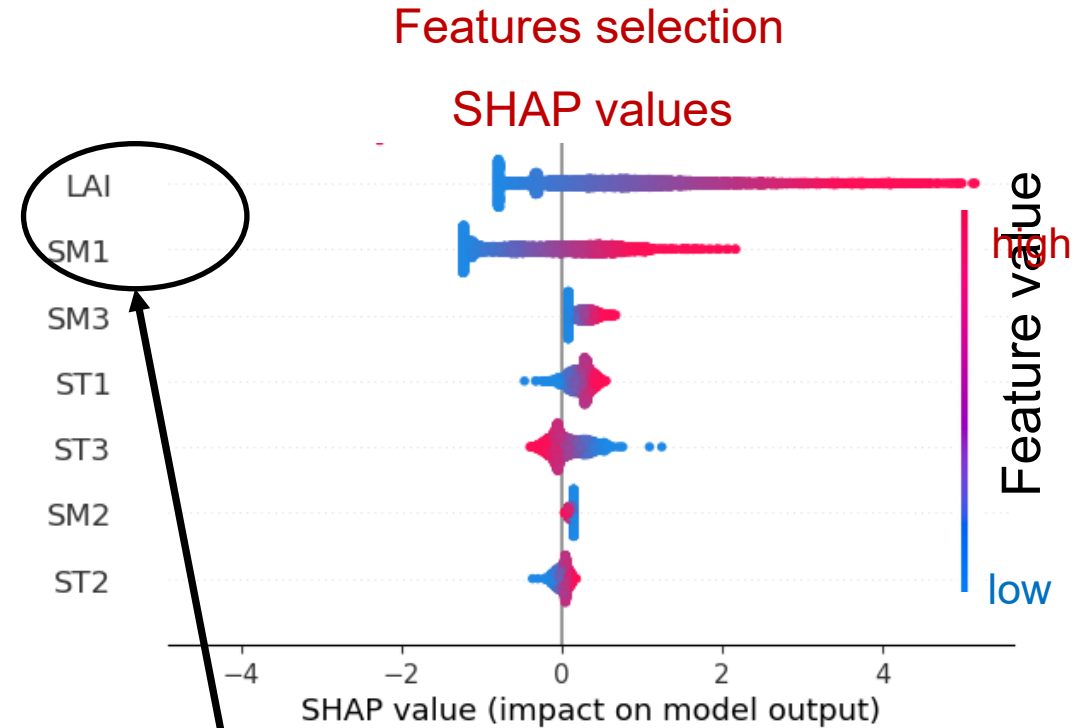 Features selection
SHAP values
LAI
SM1
SM3
ST1
ST3
SM2
ST2
high
Feature value
low
−4 −2 0 2 4
SHAP value (impact on model output)